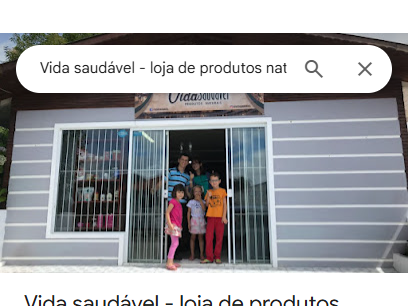 Vida saudável - loja de produtos nat
Vida saudável
PRODUTOS NATURAIS
Vida saudável - loja de produtos